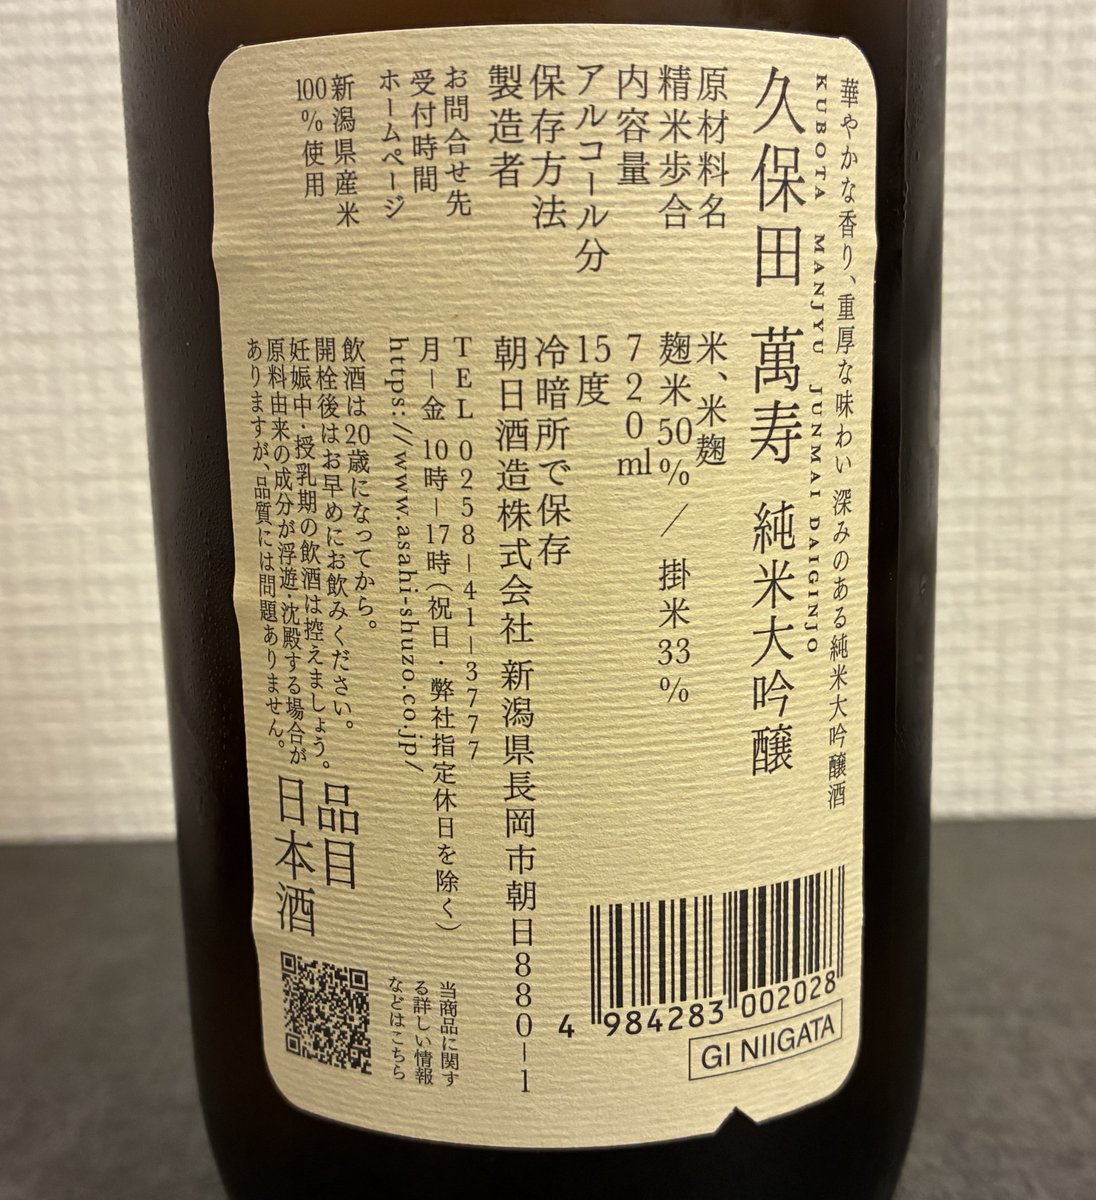 華やかな香り、重厚な味わい 深みのある純米大吟醸酒
KUBOTA MANJYU JUNMAI DAIGINJO
久保田 萬寿 純米大吟醸
原材料名 米、米麹
精米歩合 麹米50% / 掛米33%
内容量 720ml
アルコール分 15度
保存方法 冷暗所で保存
製造者 朝日酒造株式会社 新潟県長岡市朝日880-1
お問合せ先 TEL 0258-41-3777
受付時間 月-金 10時-17時(祝日・弊社指定休日を除く)
ホームページ https://www.asahi-shuzo.co.jp/
新潟県産米
100%使用
飲酒は20歳になってから。
開栓後はお早めにお飲みください。
妊娠中・授乳期の飲酒は控えましょう。
原料由来の成分が浮遊・沈殿する場合が
ありますが、品質には問題ありません。
品目
日本酒
当商品に関す
る詳しい情報
などはこちら
4 984283 002028
GI NIIGATA